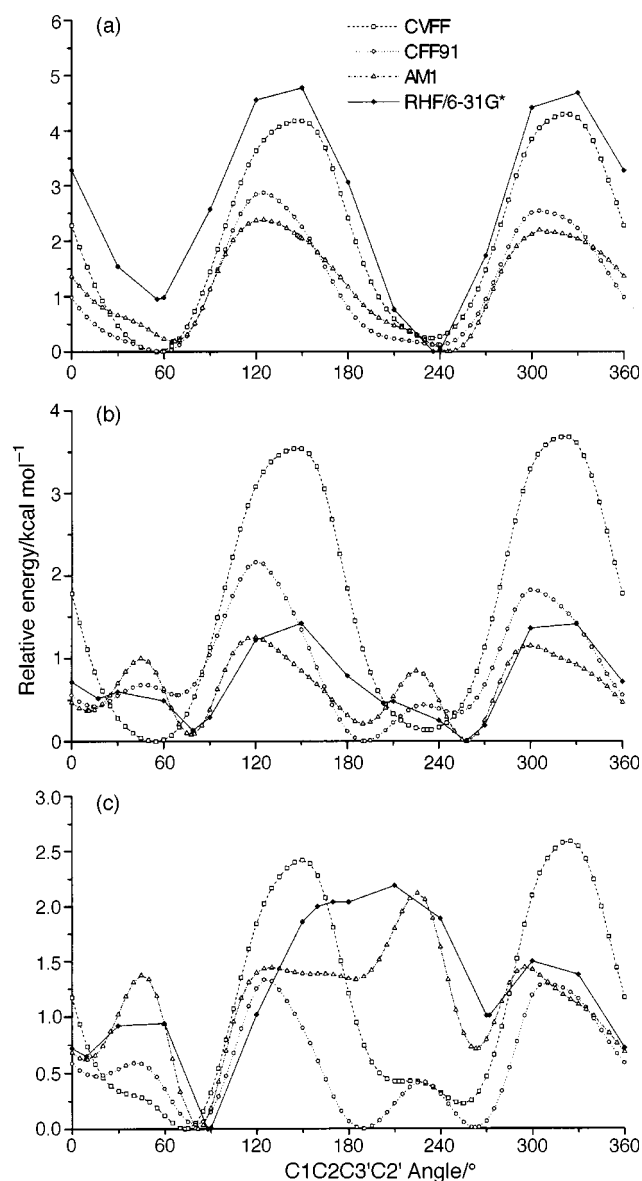 (a)
CVFF
CFF91
AM1
RHF/6-31G*
6
5
4
3
2
1
0
0 60 120 180 240 300 360
(b)
4
3
2
1
0
0 60 120 180 240 300 360
Relative energy/kcal mol⁻¹
(c)
3.0
2.5
2.0
1.5
1.0
0.5
0.0
0 60 120 180 240 300 360
C1C2C3'C2' Angle/°